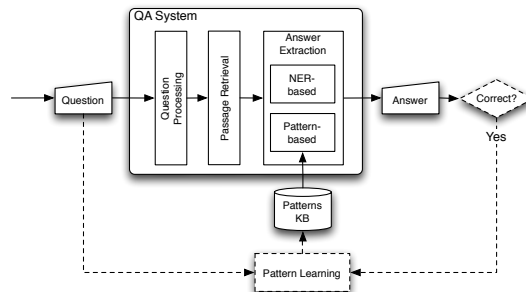 QA System
Question
Question
Processing
Passage Retrieval
Answer
Extraction
NER-
based
Pattern-
based
Answer
Correct?
Yes
Patterns
KB
Pattern Learning